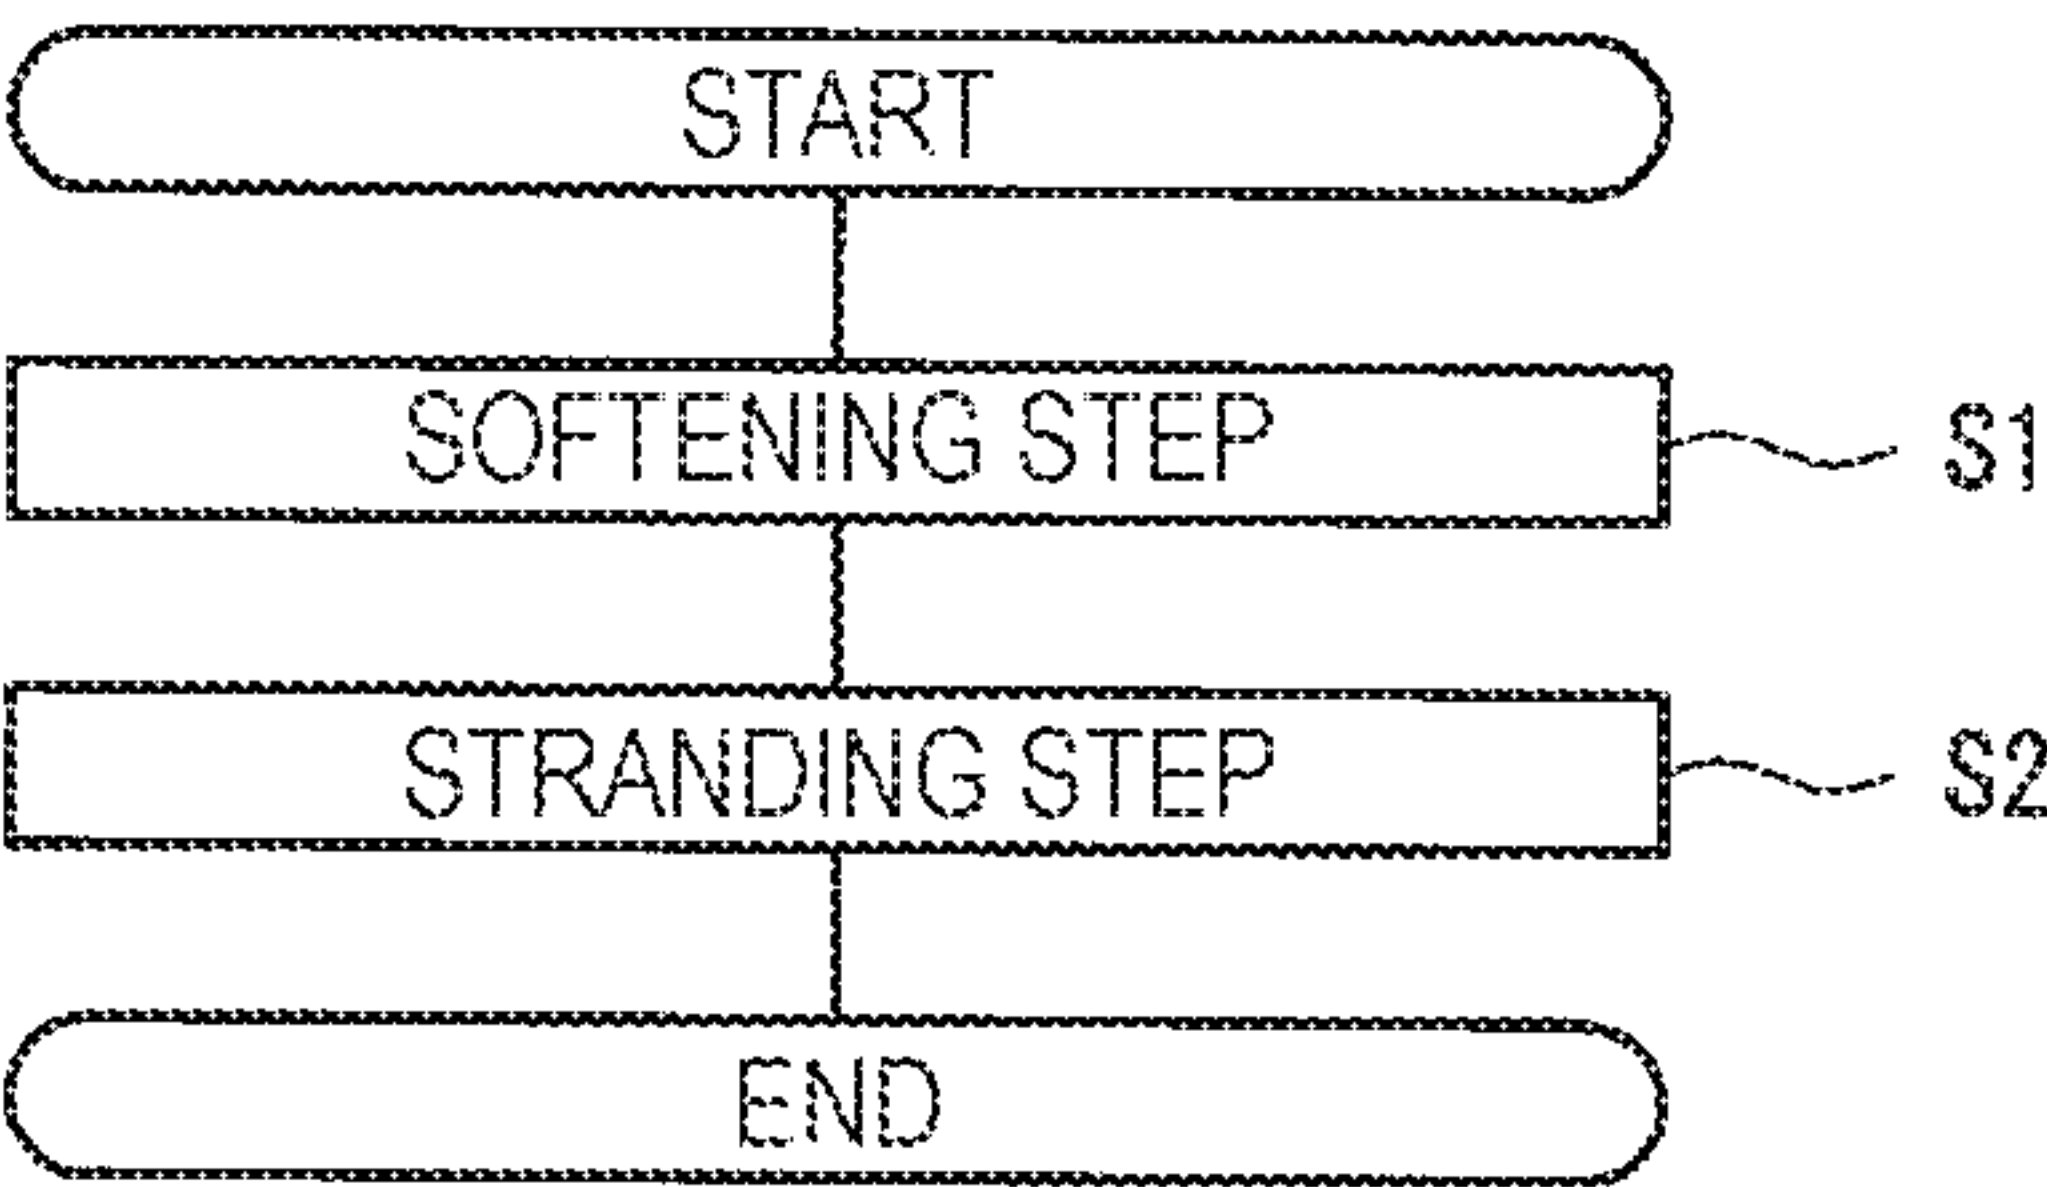 START
SOFTENING STEP
S1
STRANDING STEP
S2
END